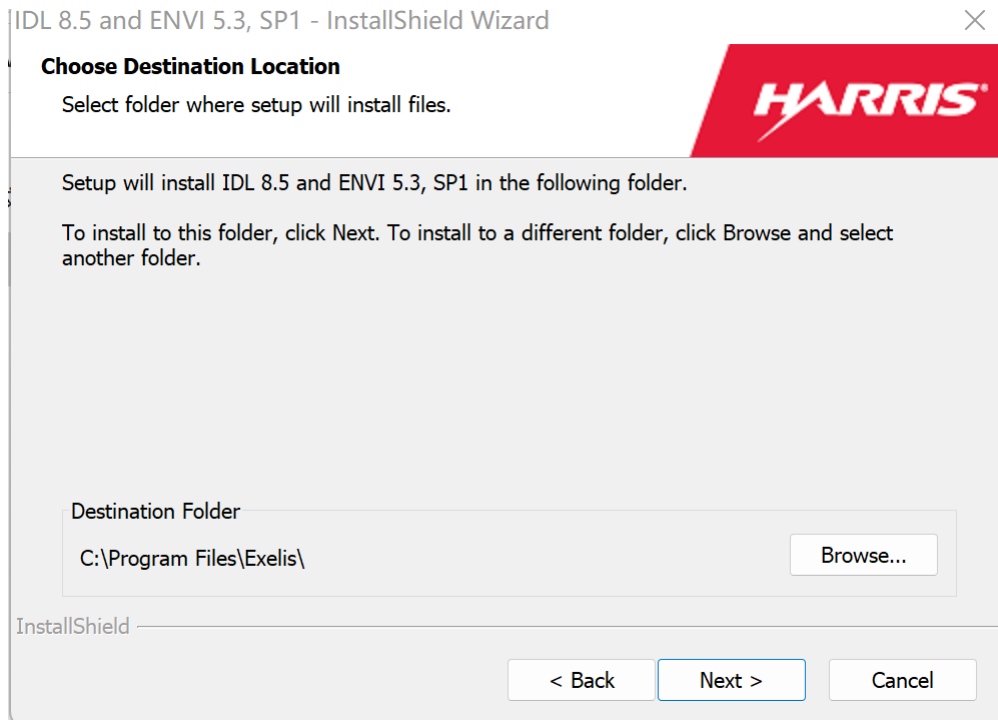 IDL 8.5 and ENVI 5.3, SP1 - InstallShield Wizard
Choose Destination Location
Select folder where setup will install files.
HARRIS
Setup will install IDL 8.5 and ENVI 5.3, SP1 in the following folder.
To install to this folder, click Next. To install to a different folder, click Browse and select
another folder.
Destination Folder
C:\Program Files\Exelis\
Browse...
InstallShield
< Back
Next >
Cancel